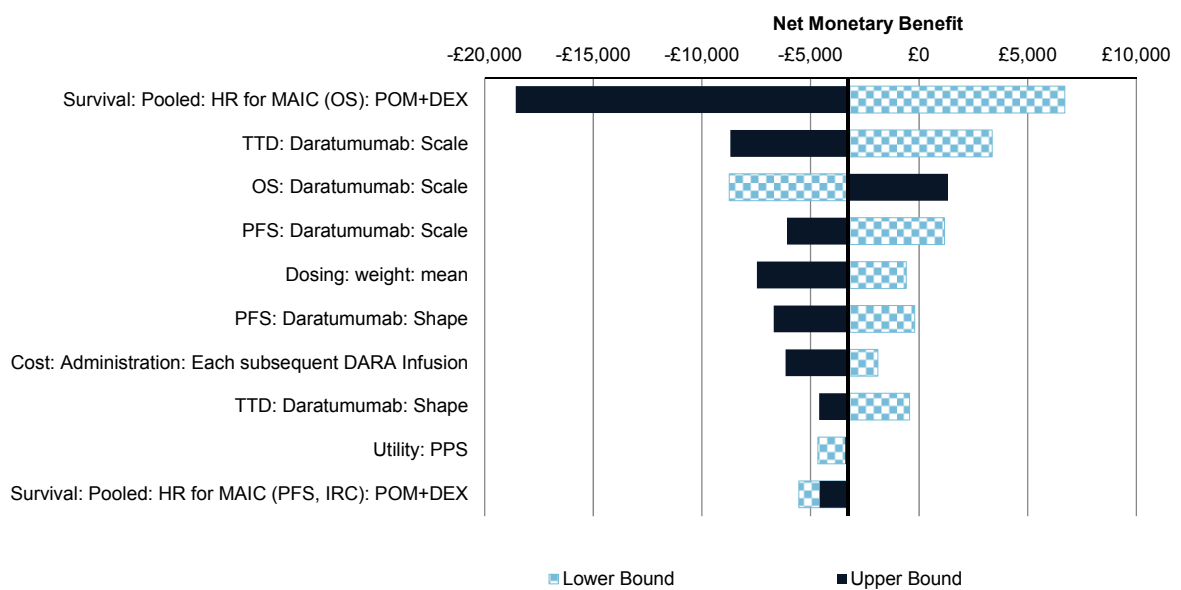 Net Monetary Benefit
-£20,000 -£15,000 -£10,000 -£5,000 £0 £5,000 £10,000
Survival: Pooled: HR for MAIC (OS): POM+DEX
TTD: Daratumumab: Scale
OS: Daratumumab: Scale
PFS: Daratumumab: Scale
Dosing: weight: mean
PFS: Daratumumab: Shape
Cost: Administration: Each subsequent DARA Infusion
TTD: Daratumumab: Shape
Utility: PPS
Survival: Pooled: HR for MAIC (PFS, IRC): POM+DEX
Lower Bound Upper Bound